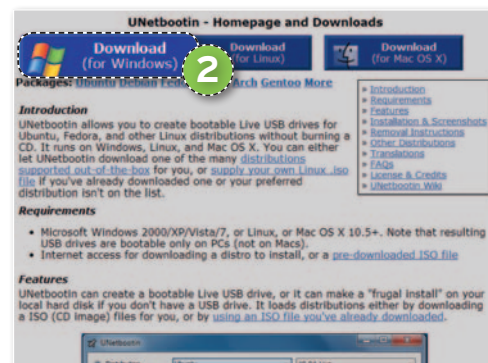 UNetbootin - Homepage and Downloads
Download
(for Windows)
2
Download
(for Linux)
Download
(for Mac OS X)
Packages: Ubuntu Debian Fedora Arch Gentoo More
» Introduction
» Requirements
» Features
» Installation & Screenshots
» Removal Instructions
» Other Distributions
» Translations
» FAQs
» License & Credits
» UNetbootin Wiki
Introduction
UNetbootin allows you to create bootable Live USB drives for
Ubuntu, Fedora, and other Linux distributions without burning a
CD. It runs on Windows, Linux, and Mac OS X. You can either
let UNetbootin download one of the many distributions
supported out-of-the-box for you, or supply your own Linux .iso
file if you've already downloaded one or your preferred
distribution isn't on the list.
Requirements
• Microsoft Windows 2000/XP/Vista/7, or Linux, or Mac OS X 10.5+. Note that resulting
USB drives are bootable only on PCs (not on Macs).
• Internet access for downloading a distro to install, or a pre-downloaded ISO file
Features
UNetbootin can create a bootable Live USB drive, or it can make a "frugal install" on your
local hard disk if you don't have a USB drive. It loads distributions either by downloading
a ISO (CD image) files for you, or by using an ISO file you've already downloaded.
UNetbootin